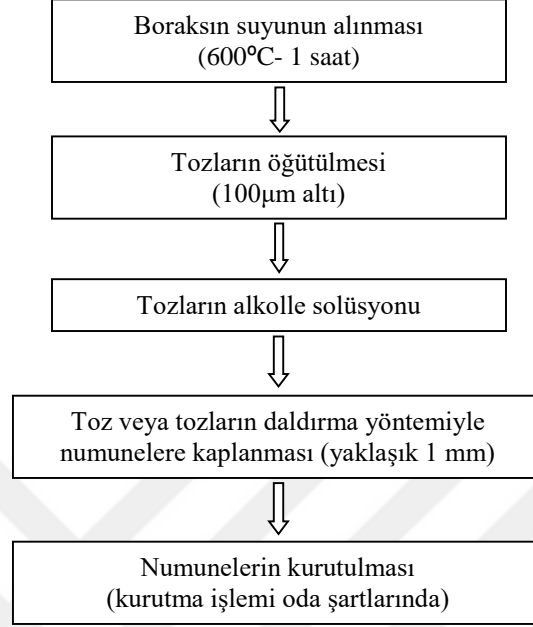 Boraksın suyunun alınması
(600⁰C- 1 saat)
Tozların öğütülmesi
(100µm altı)
Tozların alkolle solüsyonu
Toz veya tozların daldırma yöntemiyle
numunelere kaplanması (yaklaşık 1 mm)
Numunelerin kurutulması
(kurutma işlemi oda şartlarında)